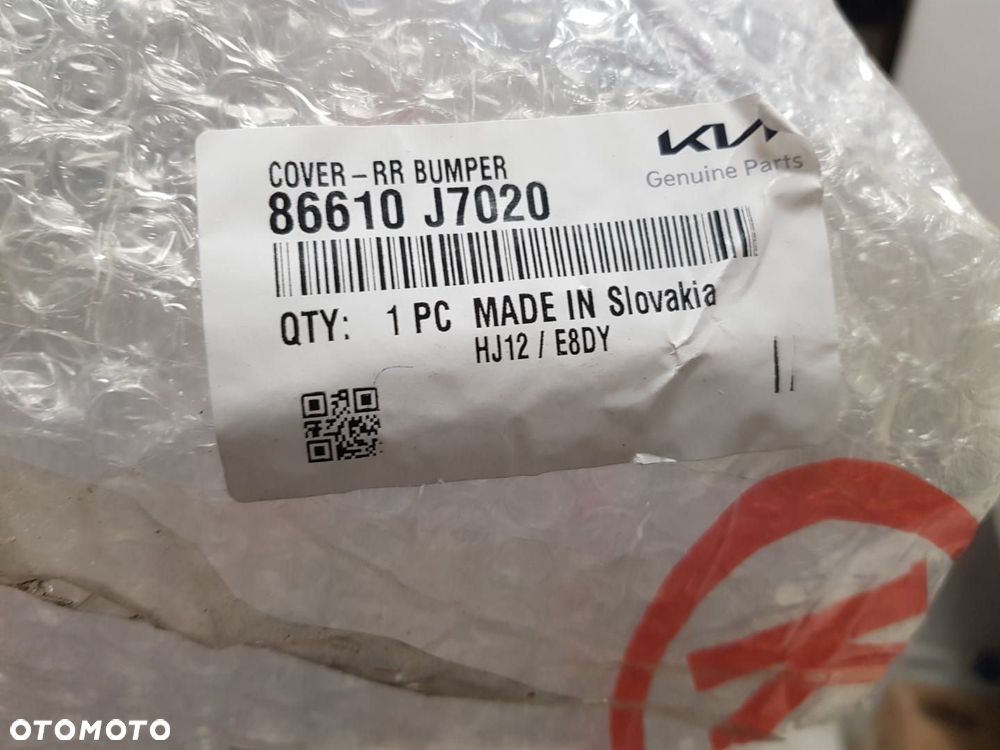 KIA
Genuine Parts
COVER-RR BUMPER
86610 J7020
QTY: 1 PC MADE IN Slovakia
HJ12 / E8DY
OTOMOTO